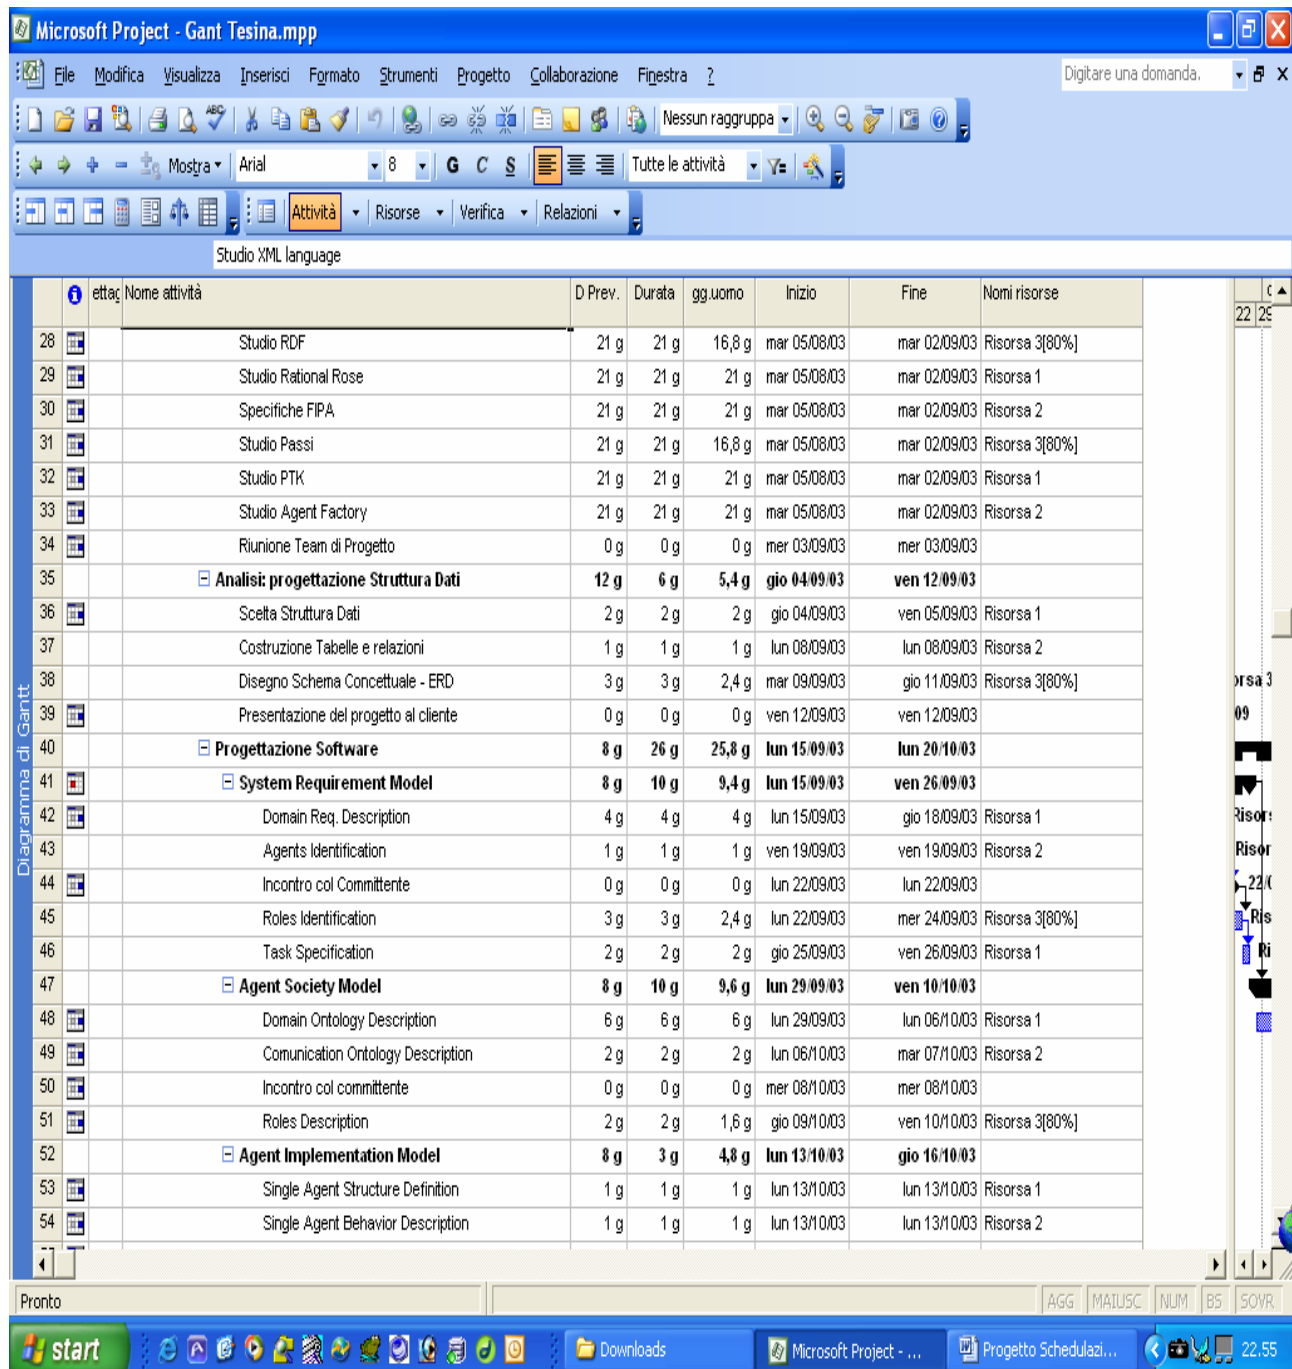 Microsoft Project - Gant Tesina.mpp
File Modifica Visualizza Inserisci Formato Strumenti Progetto Collaborazione Finestra ? Digitare una domanda.
Nessun raggruppa
Mostra Arial 8 G C S Tutte le attività
Attività Risorse Verifica Relazioni
Studio XML language
ettag Nome attività D Prev. Durata gg.uomo Inizio Fine Nomi risorse
22 29
28 Studio RDF 21 g 21 g 16,8 g mar 05/08/03 mar 02/09/03 Risorsa 3[80%]
29 Studio Rational Rose 21 g 21 g 21 g mar 05/08/03 mar 02/09/03 Risorsa 1
30 Specifiche FIPA 21 g 21 g 21 g mar 05/08/03 mar 02/09/03 Risorsa 2
31 Studio Passi 21 g 21 g 16,8 g mar 05/08/03 mar 02/09/03 Risorsa 3[80%]
32 Studio PTK 21 g 21 g 21 g mar 05/08/03 mar 02/09/03 Risorsa 1
33 Studio Agent Factory 21 g 21 g 21 g mar 05/08/03 mar 02/09/03 Risorsa 2
34 Riunione Team di Progetto 0 g 0 g 0 g mer 03/09/03 mer 03/09/03
35 Analisi: progettazione Struttura Dati 12 g 6 g 5,4 g gio 04/09/03 ven 12/09/03
36 Scelta Struttura Dati 2 g 2 g 2 g gio 04/09/03 ven 05/09/03 Risorsa 1
37 Costruzione Tabelle e relazioni 1 g 1 g 1 g lun 08/09/03 lun 08/09/03 Risorsa 2
38 Disegno Schema Concettuale - ERD 3 g 3 g 2,4 g mar 09/09/03 gio 11/09/03 Risorsa 3[80%] orsa 3
39 Presentazione del progetto al cliente 0 g 0 g 0 g ven 12/09/03 ven 12/09/03 09
40 Progettazione Software 8 g 26 g 25,8 g lun 15/09/03 lun 20/10/03
41 System Requirement Model 8 g 10 g 9,4 g lun 15/09/03 ven 26/09/03
42 Domain Req. Description 4 g 4 g 4 g lun 15/09/03 gio 18/09/03 Risorsa 1 Risors
43 Agents Identification 1 g 1 g 1 g ven 19/09/03 ven 19/09/03 Risorsa 2 Risor
44 Incontro col Committente 0 g 0 g 0 g lun 22/09/03 lun 22/09/03 22/0
45 Roles Identification 3 g 3 g 2,4 g lun 22/09/03 mer 24/09/03 Risorsa 3[80%] Ris
46 Task Specification 2 g 2 g 2 g gio 25/09/03 ven 26/09/03 Risorsa 1 Ri
47 Agent Society Model 8 g 10 g 9,6 g lun 29/09/03 ven 10/10/03
48 Domain Ontology Description 6 g 6 g 6 g lun 29/09/03 lun 06/10/03 Risorsa 1
49 Comunication Ontology Description 2 g 2 g 2 g lun 06/10/03 mar 07/10/03 Risorsa 2
50 Incontro col committente 0 g 0 g 0 g mer 08/10/03 mer 08/10/03
51 Roles Description 2 g 2 g 1,6 g gio 09/10/03 ven 10/10/03 Risorsa 3[80%]
52 Agent Implementation Model 8 g 3 g 4,8 g lun 13/10/03 gio 16/10/03
53 Single Agent Structure Definition 1 g 1 g 1 g lun 13/10/03 lun 13/10/03 Risorsa 1
54 Single Agent Behavior Description 1 g 1 g 1 g lun 13/10/03 lun 13/10/03 Risorsa 2
Diagramma di Gantt
Pronto AGG MAIUSC NUM BS SOVR
start Downloads Microsoft Project - ... Progetto Schedulazi... 22.55